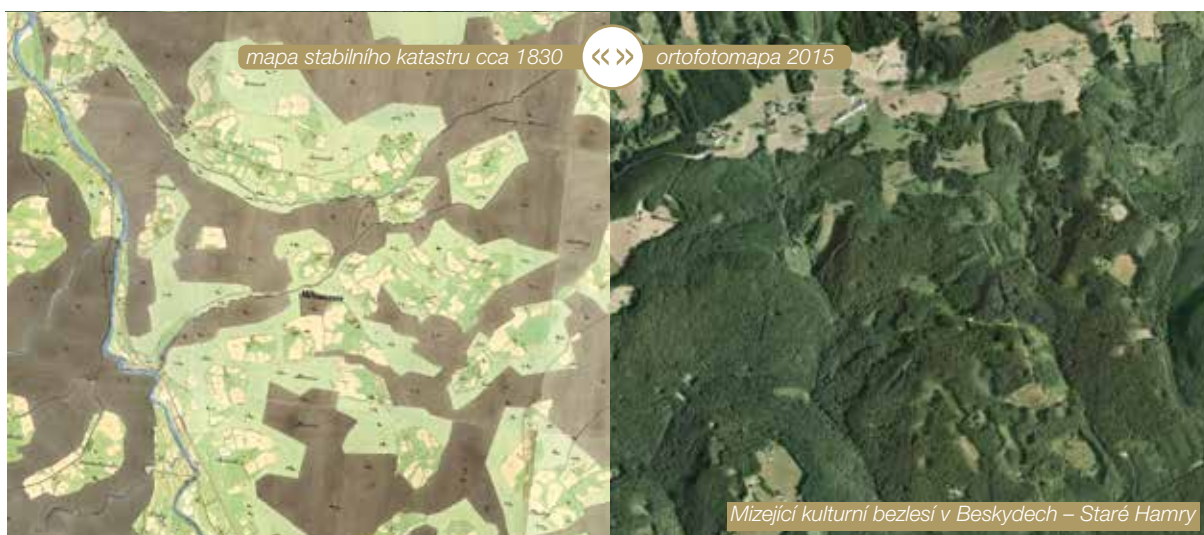 mapa stabilního katastru cca 1830
«« »»
ortofotomapa 2015
Mizející kulturní bezlesí v Beskydech – Staré Hamry